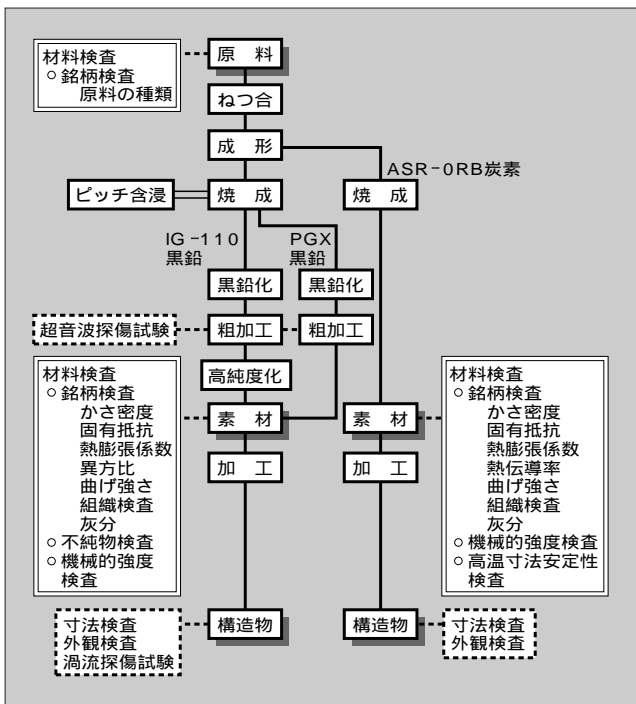 材料検査
○銘柄検査
原料の種類
原 料
ねつ合
成 形
ASR-0RB炭素
ピッチ含浸
焼 成
焼 成
IG-110
黒鉛
PGX
黒鉛
黒鉛化
黒鉛化
超音波探傷試験
粗加工
粗加工
高純度化
材料検査
○銘柄検査
かさ密度
固有抵抗
熱膨張係数
異方比
曲げ強さ
組織検査
灰分
○不純物検査
○機械的強度
検査
素 材
加 工
素 材
加 工
材料検査
○銘柄検査
かさ密度
固有抵抗
熱膨張係数
熱伝導率
曲げ強さ
組織検査
灰分
○機械的強度検査
○高温寸法安定性
検査
寸法検査
外観検査
渦流探傷試験
構造物
構造物
寸法検査
外観検査